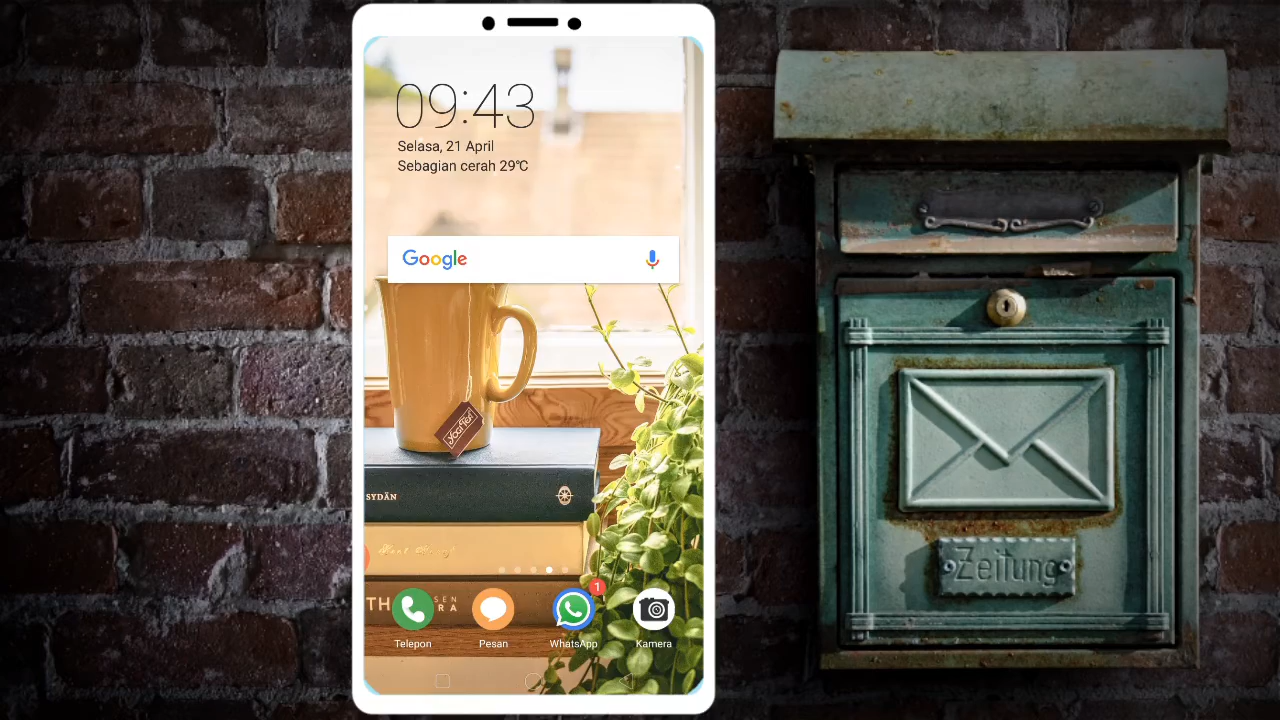 09:43
Selasa, 21 April
Sebagian cerah 29℃
Google
SYDÄN
1
Telepon
Pesan
WhatsApp
Kamera
Zeitung